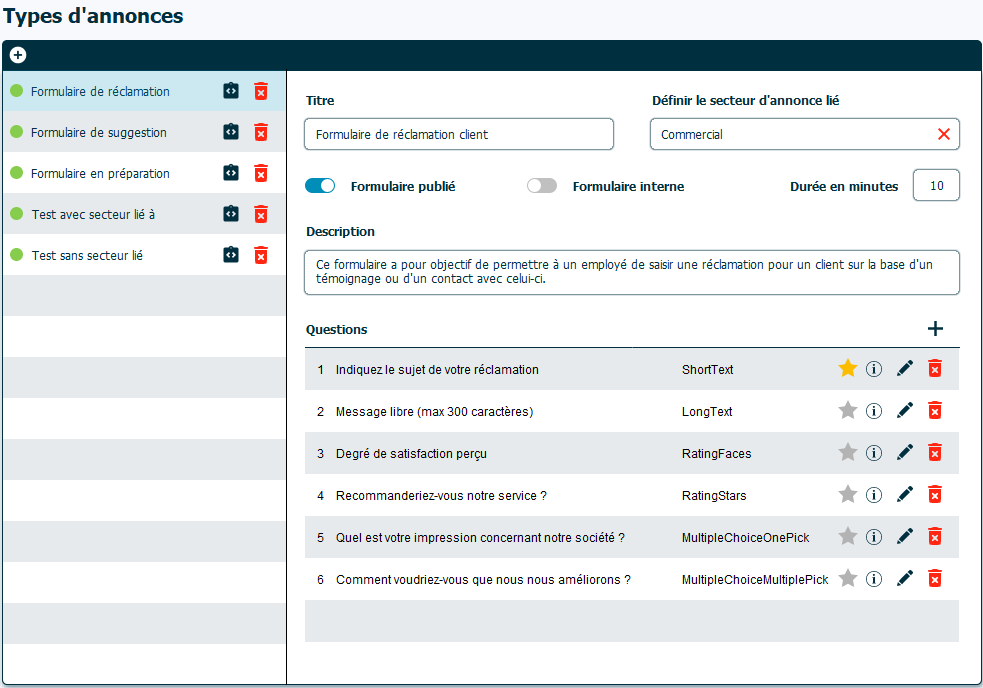 Types d'annonces
Formulaire de réclamation
Formulaire de suggestion
Formulaire en préparation
Test avec secteur lié à
Test sans secteur lié
Titre
Définir le secteur d'annonce lié
Formulaire de réclamation client
Commercial
Formulaire publié
Formulaire interne
Durée en minutes
10
Description
Ce formulaire a pour objectif de permettre à un employé de saisir une réclamation pour un client sur la base d'un
témoignage ou d'un contact avec celui-ci.
Questions
1 Indiquez le sujet de votre réclamation ShortText
2 Message libre (max 300 caractères) LongText
3 Degré de satisfaction perçu RatingFaces
4 Recommanderiez-vous notre service ? RatingStars
5 Quel est votre impression concernant notre société ? MultipleChoiceOnePick
6 Comment voudriez-vous que nous nous améliorons ? MultipleChoiceMultiplePick